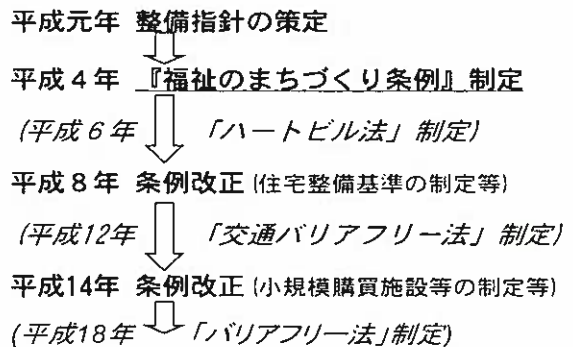 平成元年 整備指針の策定
平成4年 『福祉のまちづくり条例』制定
(平成6年 「ハートビル法」制定)
平成8年 条例改正 (住宅整備基準の制定等)
(平成12年 「交通バリアフリー法」制定)
平成14年 条例改正 (小規模購買施設等の制定等)
(平成18年 「バリアフリー法」制定)